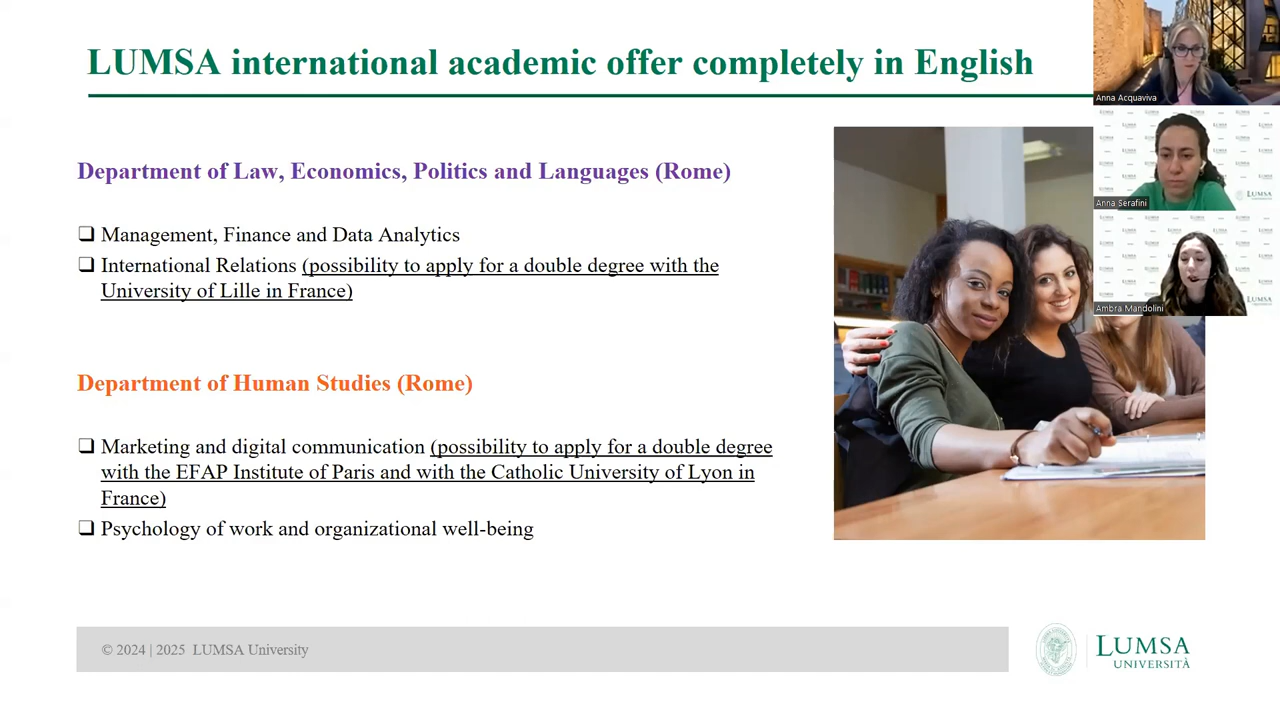 LUMSA international academic offer completely in English
Anna Acquaviva
Department of Law, Economics, Politics and Languages (Rome)
Anna Serafini
❑ Management, Finance and Data Analytics
❑ International Relations (possibility to apply for a double degree with the
University of Lille in France)
LUMSA
Ambra Mandolini
Department of Human Studies (Rome)
❑ Marketing and digital communication (possibility to apply for a double degree
with the EFAP Institute of Paris and with the Catholic University of Lyon in
France)
❑ Psychology of work and organizational well-being
© 2024 | 2025 LUMSA University
LUMSA
UNIVERSITÀ